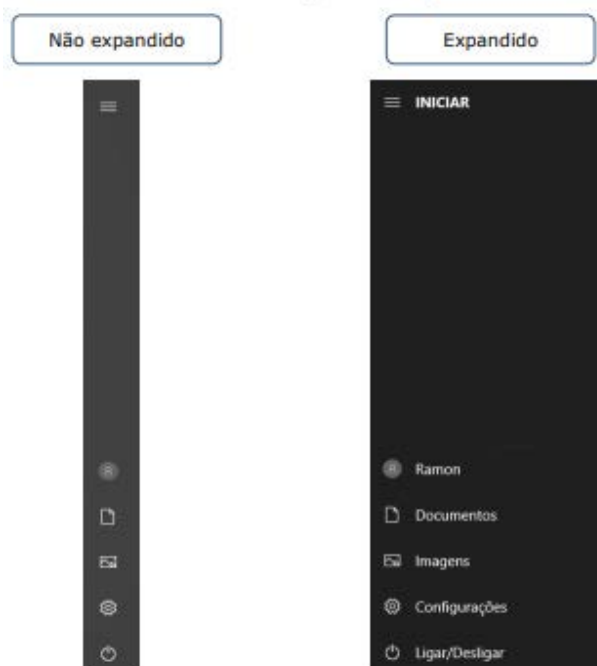 Não expandido
Expandido
INICIAR
Ramon
Documentos
Imagens
Configurações
Ligar/Desligar